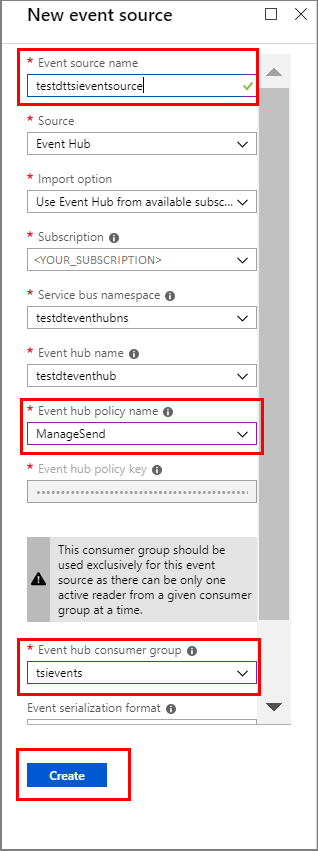 New event source
* Event source name
testdttsieventsource
* Source
Event Hub
* Import option
Use Event Hub from available subsc...
* Subscription
<YOUR_SUBSCRIPTION>
* Service bus namespace
testdteventhubns
* Event hub name
testdteventhub
* Event hub policy name
ManageSend
* Event hub policy key
This consumer group should be
used exclusively for this event
source as there can be only one
active reader from a given consumer
group at a time.
* Event hub consumer group
tsievents
Event serialization format
Create